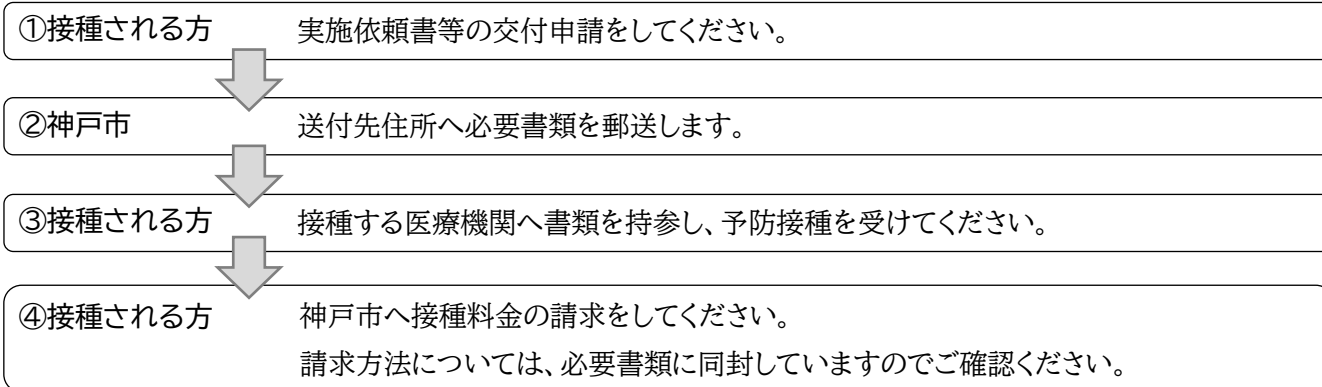 ①接種される方 実施依頼書等の交付申請をしてください。
②神戸市 送付先住所へ必要書類を郵送します。
③接種される方 接種する医療機関へ書類を持参し、予防接種を受けてください。
④接種される方 神戸市へ接種料金の請求をしてください。
請求方法については、必要書類に同封していますのでご確認ください。